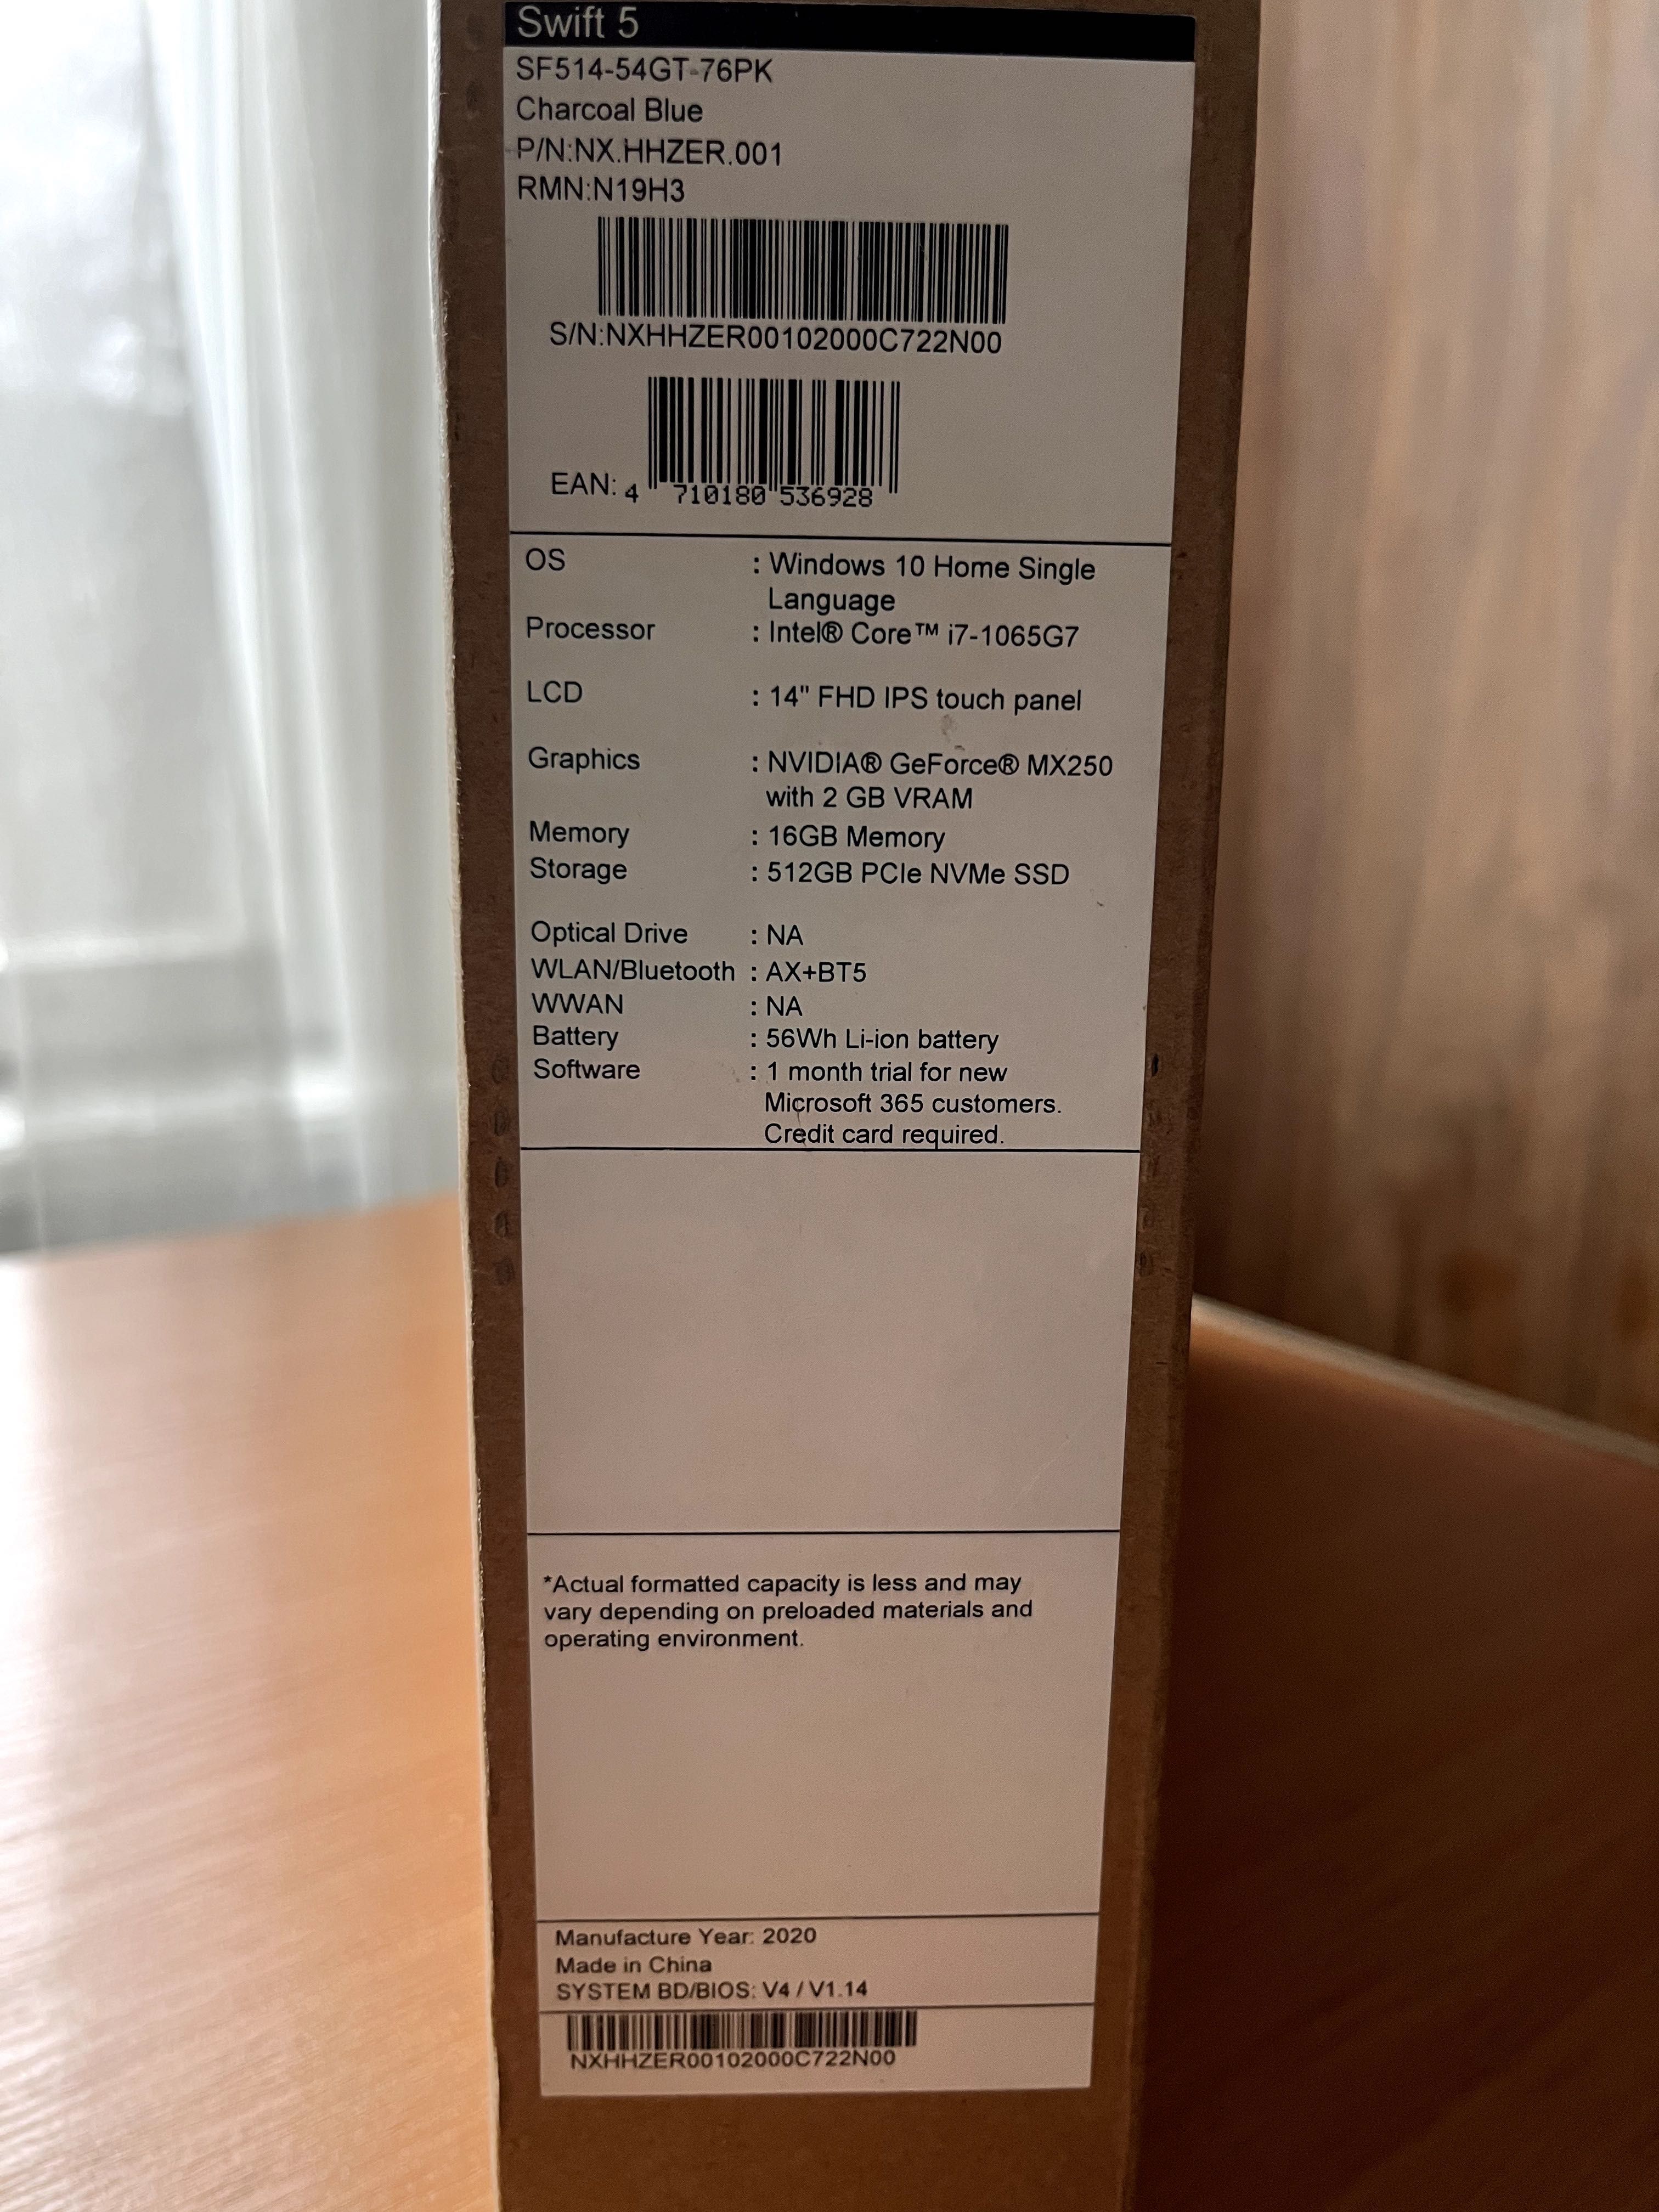 Swift 5
SF514-54GT-76PK
Charcoal Blue
P/N:NX.HHZER.001
RMN:N19H3
S/N:NXHHZER00102000C722N00
EAN: 4 710180 536928
OS : Windows 10 Home Single
Language
Processor : Intel® Core™ i7-1065G7
LCD : 14" FHD IPS touch panel
Graphics : NVIDIA® GeForce® MX250
with 2 GB VRAM
Memory : 16GB Memory
Storage : 512GB PCIe NVMe SSD
Optical Drive : NA
WLAN/Bluetooth : AX+BT5
WWAN : NA
Battery : 56Wh Li-ion battery
Software : 1 month trial for new
Microsoft 365 customers.
Credit card required.
*Actual formatted capacity is less and may
vary depending on preloaded materials and
operating environment.
Manufacture Year: 2020
Made in China
SYSTEM BD/BIOS: V4 / V1.14
NXHHZER00102000C722N00